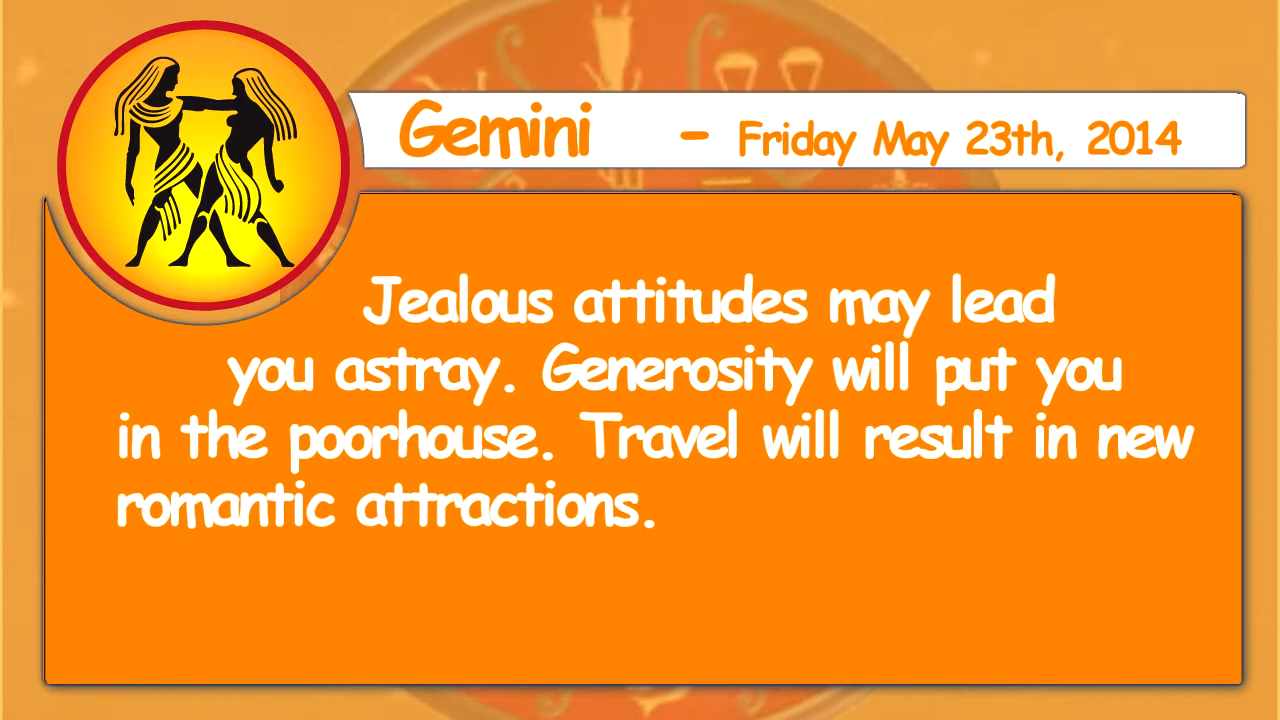 Gemini - Friday May 23th, 2014
Jealous attitudes may lead
you astray. Generosity will put you
in the poorhouse. Travel will result in new
romantic attractions.